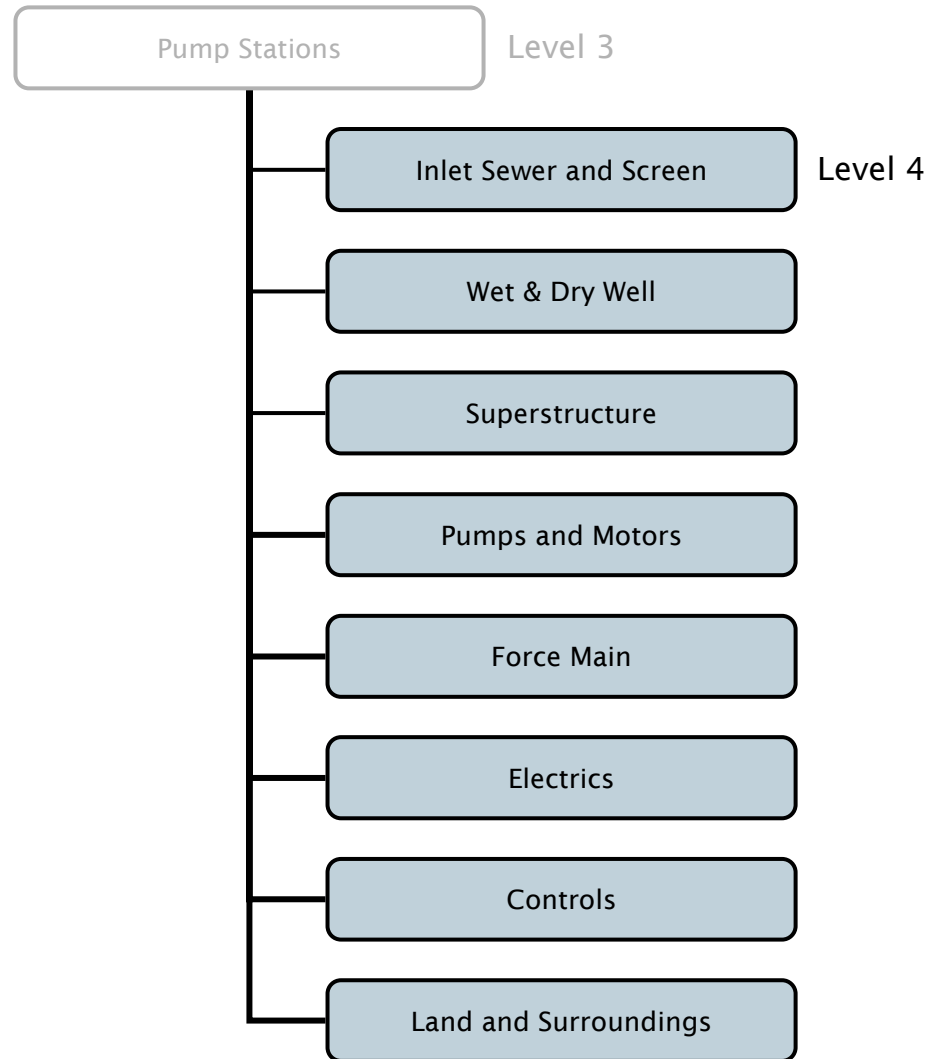 Pump Stations
Level 3
Inlet Sewer and Screen
Level 4
Wet & Dry Well
Superstructure
Pumps and Motors
Force Main
Electrics
Controls
Land and Surroundings